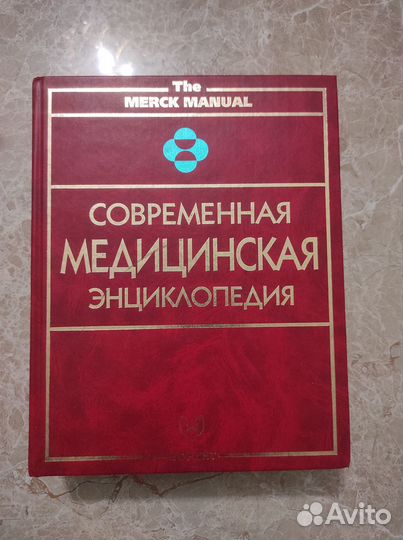 The
MERCK MANUAL
СОВРЕМЕННАЯ
МЕДИЦИНСКАЯ
ЭНЦИКЛОПЕДИЯ
Avito